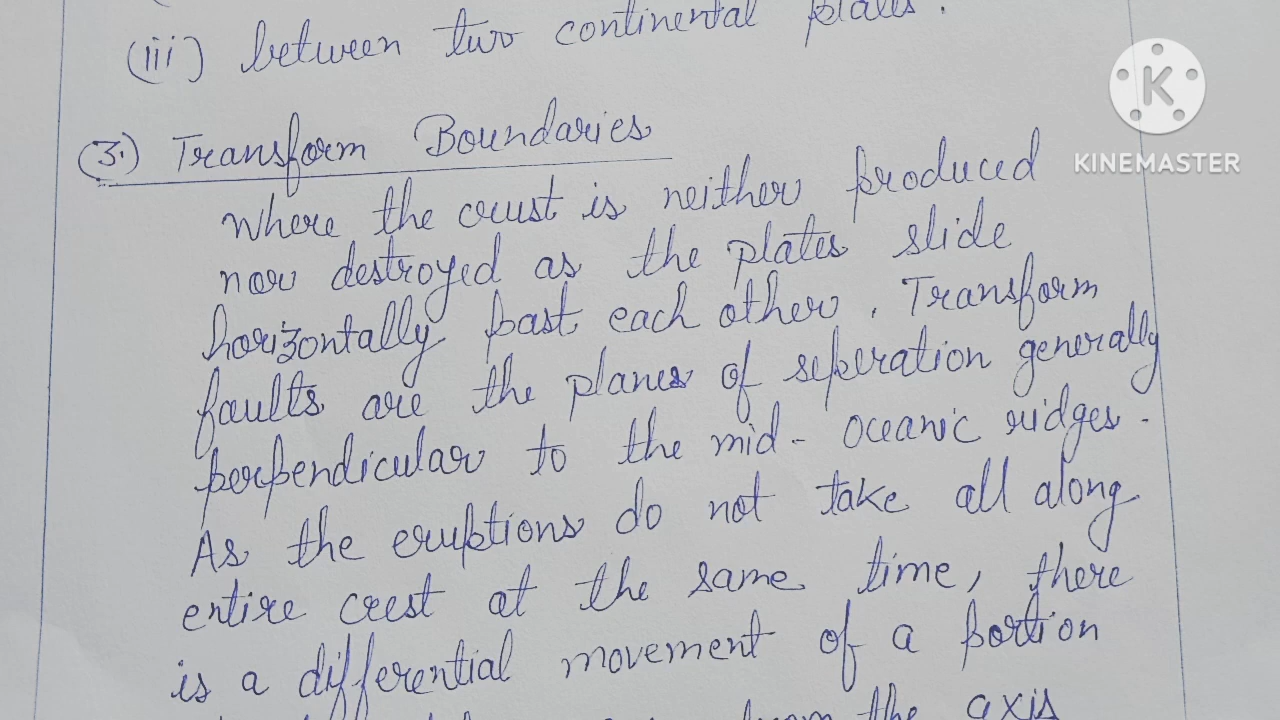 (iii) between two continental plates.
(3.) Transform Boundaries
Where the crust is neither produced
nor destroyed as the plates slide
horizontally past each other. Transform
faults are the planes of seperation generally
perpendicular to the mid-oceanic ridges.
As the eruptions do not take all along
entire crest at the same time, there
is a differential movement of a portion
from the axis
K
KINEMASTER